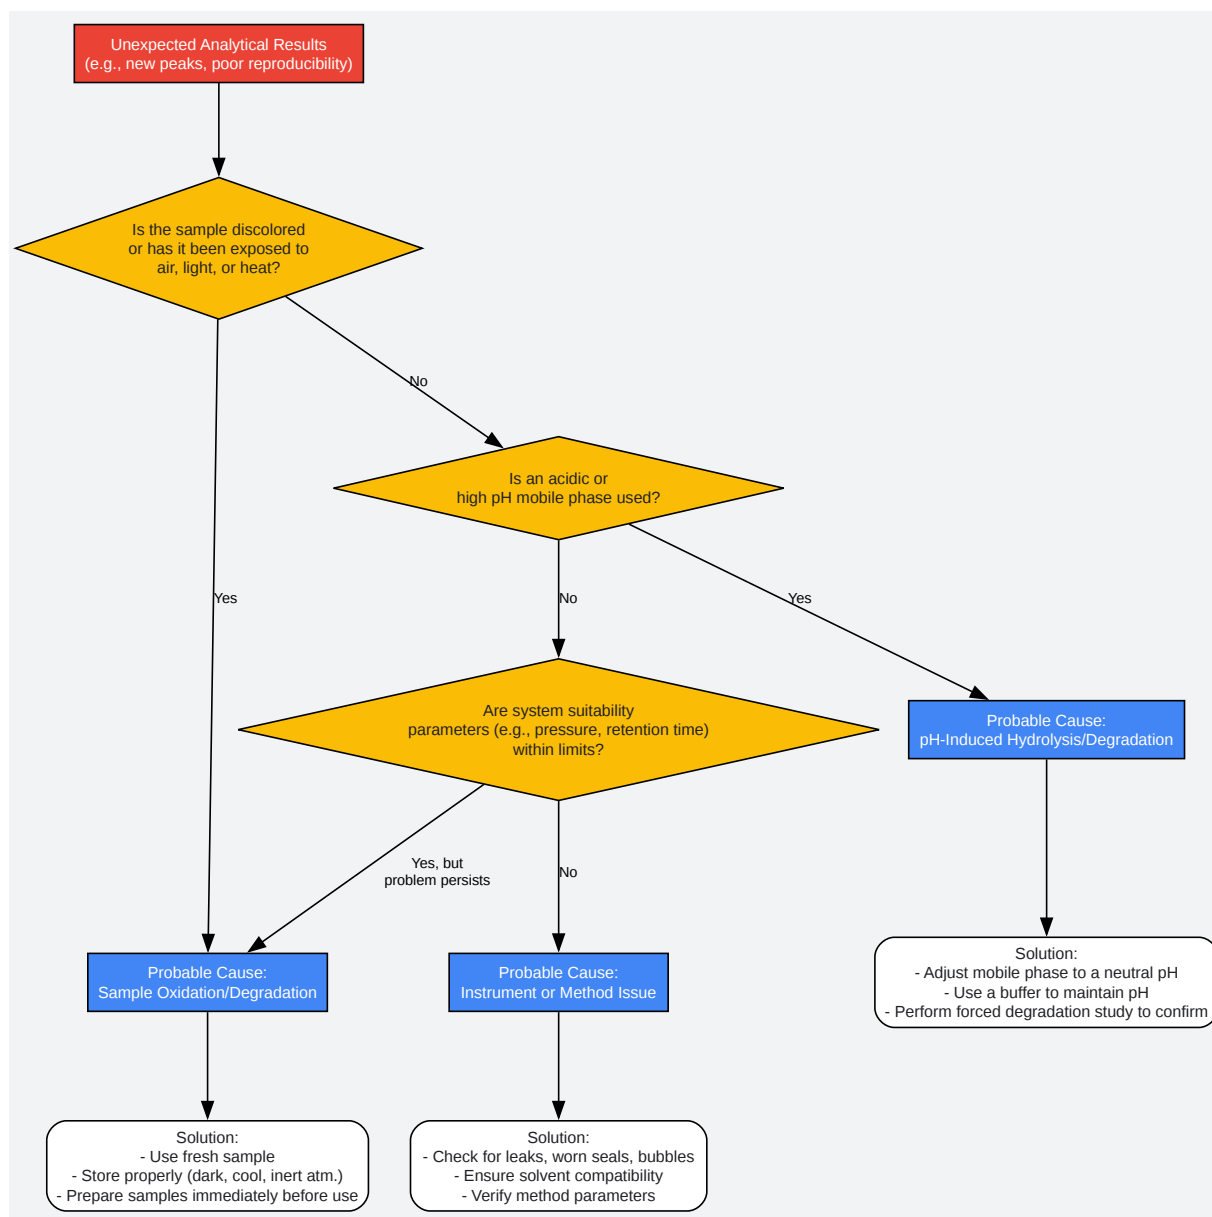 Unexpected Analytical Results
(e.g., new peaks, poor reproducibility)
Is the sample discolored
or has it been exposed to
air, light, or heat?
No
Is an acidic or
high pH mobile phase used?
Yes
No
Yes
Are system suitability
parameters (e.g., pressure, retention time)
within limits?
Probable Cause:
pH-Induced Hydrolysis/Degradation
Yes, but
problem persists
No
Probable Cause:
Sample Oxidation/Degradation
Probable Cause:
Instrument or Method Issue
Solution:
- Adjust mobile phase to a neutral pH
- Use a buffer to maintain pH
- Perform forced degradation study to confirm
Solution:
- Use fresh sample
- Store properly (dark, cool, inert atm.)
- Prepare samples immediately before use
Solution:
- Check for leaks, worn seals, bubbles
- Ensure solvent compatibility
- Verify method parameters